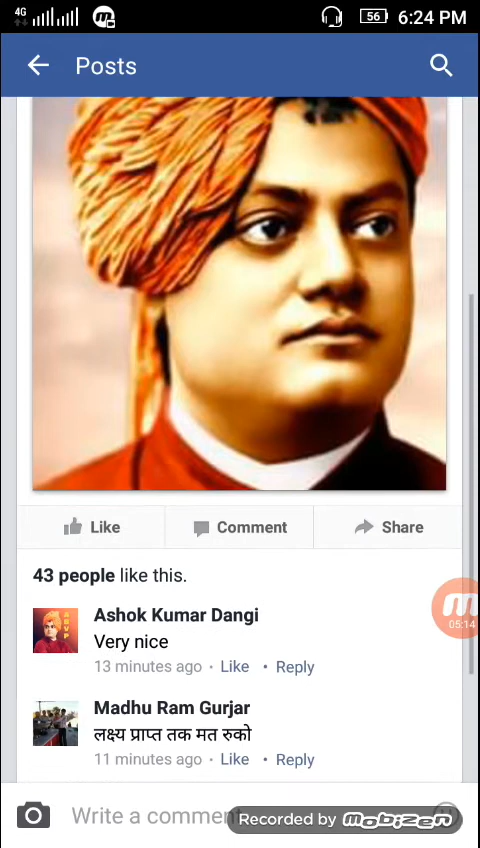 4G 56 6:24 PM
Posts
Like Comment Share
43 people like this.
Ashok Kumar Dangi
Very nice
13 minutes ago · Like • Reply
Madhu Ram Gurjar
लक्ष्य प्राप्त तक मत रुको
11 minutes ago · Like • Reply
05:14
Write a comment
Recorded by Mobizen